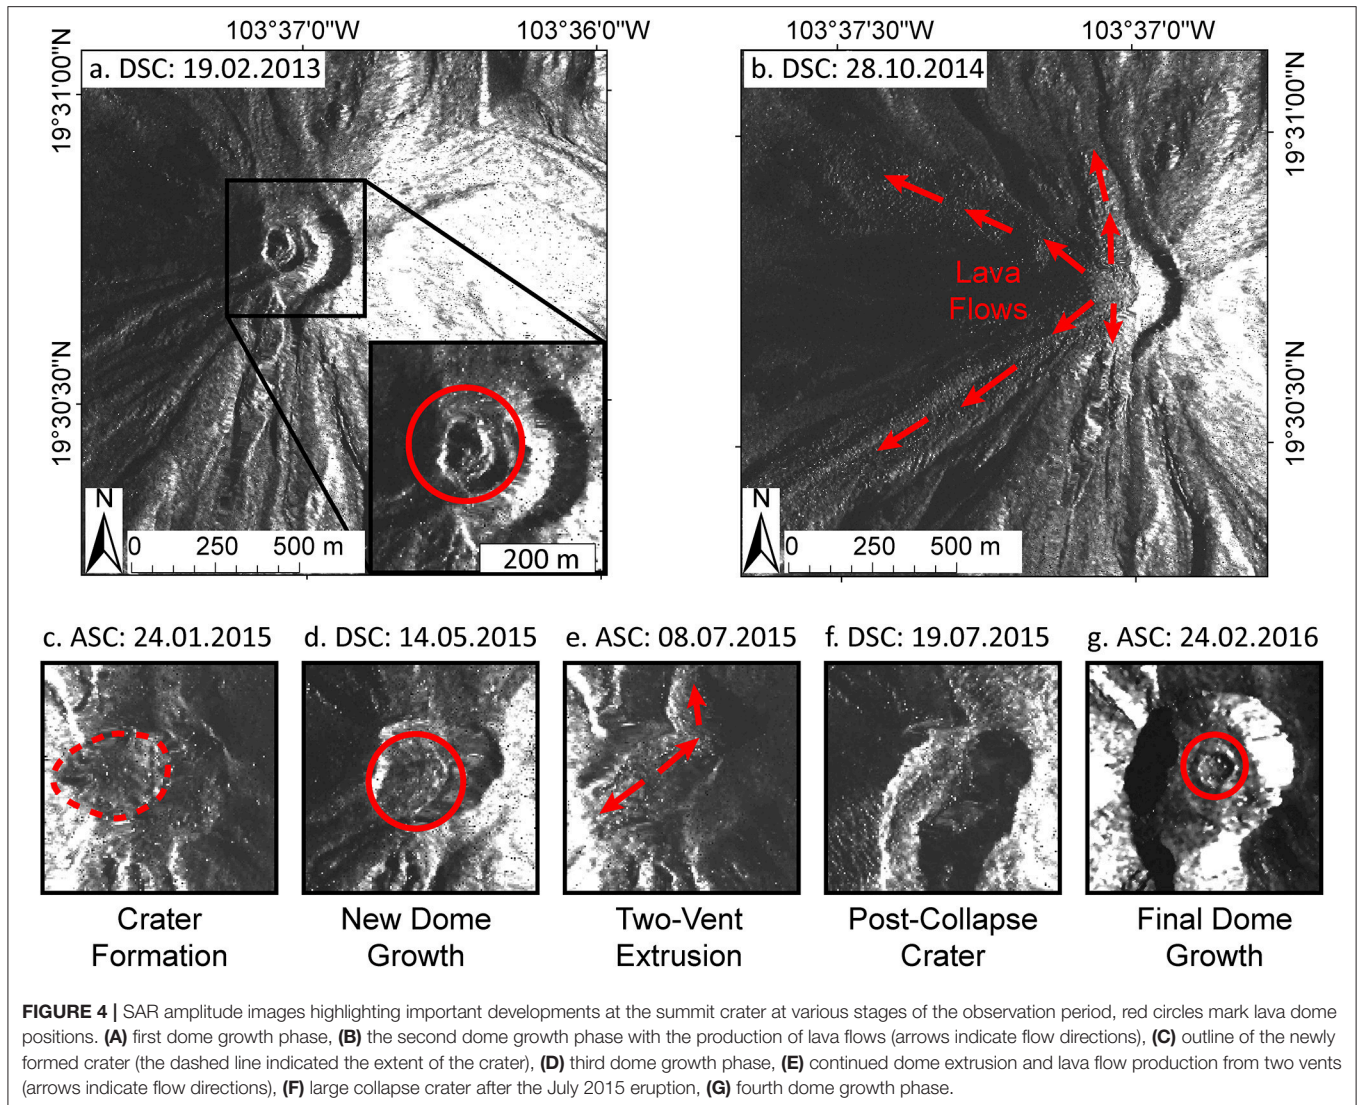 103°37'0"W
103°36'0"W
103°37'30"W
103°37'0"W
a. DSC: 19.02.2013
b. DSC: 28.10.2014
19°31'00"N
19°30'30"N
19°31'00"N
19°30'30"N
Lava
Flows
N
0 250 500 m
200 m
N
0 250 500 m
c. ASC: 24.01.2015
d. DSC: 14.05.2015
e. ASC: 08.07.2015
f. DSC: 19.07.2015
g. ASC: 24.02.2016
Crater
Formation
New Dome
Growth
Two-Vent
Extrusion
Post-Collapse
Crater
Final Dome
Growth
FIGURE 4 | SAR amplitude images highlighting important developments at the summit crater at various stages of the observation period, red circles mark lava dome
positions. (A) first dome growth phase, (B) the second dome growth phase with the production of lava flows (arrows indicate flow directions), (C) outline of the newly
formed crater (the dashed line indicated the extent of the crater), (D) third dome growth phase, (E) continued dome extrusion and lava flow production from two vents
(arrows indicate flow directions), (F) large collapse crater after the July 2015 eruption, (G) fourth dome growth phase.